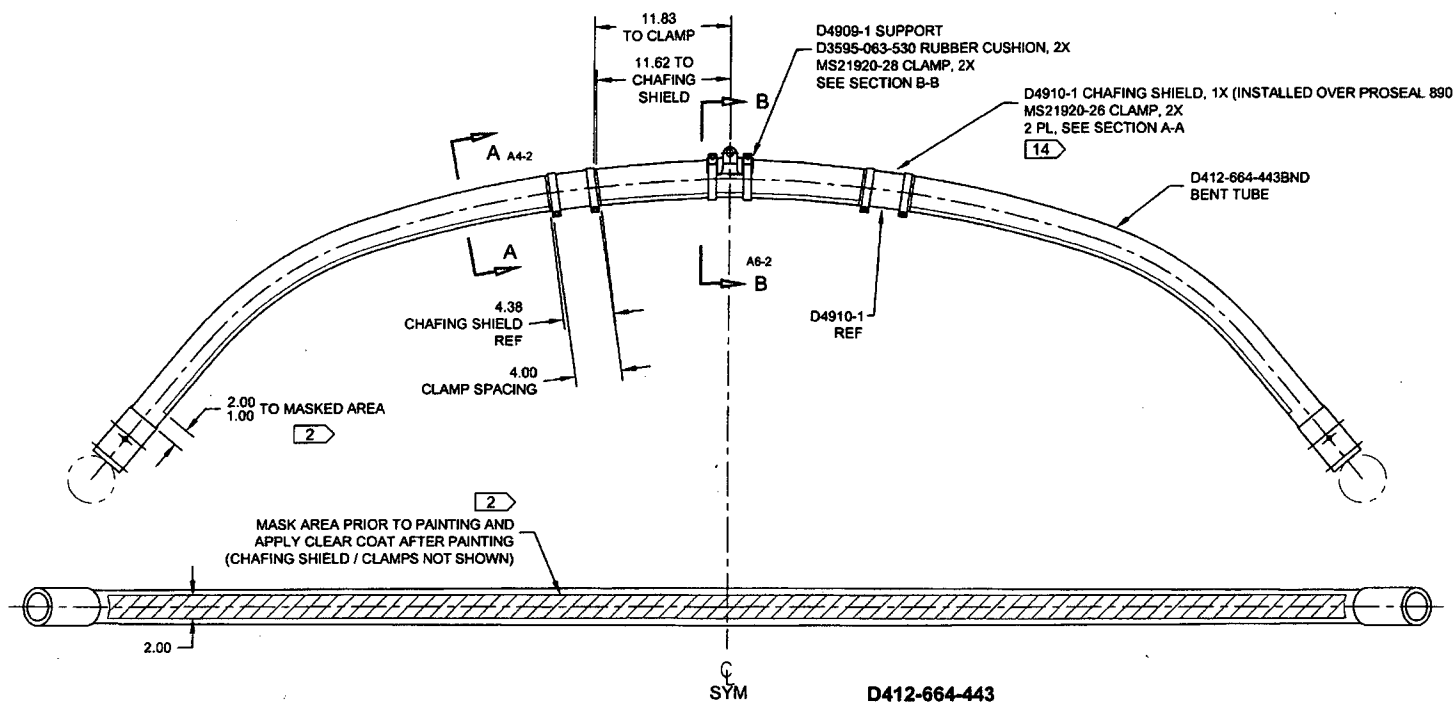 11.83
TO CLAMP
11.62 TO
CHAFING
SHIELD
D4909-1 SUPPORT
D3595-063-530 RUBBER CUSHION, 2X
MS21920-28 CLAMP, 2X
SEE SECTION B-B
D4910-1 CHAFING SHIELD, 1X (INSTALLED OVER PROSEAL 890
MS21920-26 CLAMP, 2X
2 PL, SEE SECTION A-A
14
B
A A4-2
D412-664-443BND
BENT TUBE
A
A6-2
B
4.38
CHAFING SHIELD
REF
D4910-1
REF
4.00
CLAMP SPACING
2.00
1.00 TO MASKED AREA
2
2
MASK AREA PRIOR TO PAINTING AND
APPLY CLEAR COAT AFTER PAINTING
(CHAFING SHIELD / CLAMPS NOT SHOWN)
2.00
CL
SYM
D412-664-443